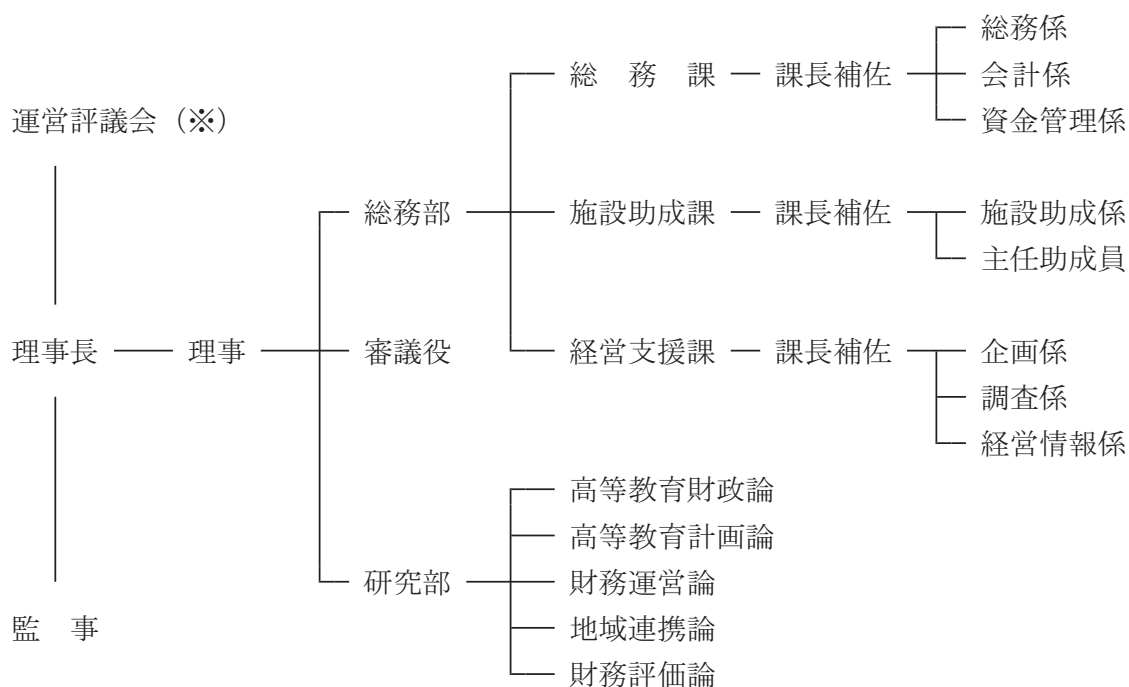 総務係
総　務　課　課長補佐　会計係
運営評議会（※）
資金管理係
総務部　施設助成課　課長補佐　施設助成係
主任助成員
理事長　理事　審議役　経営支援課　課長補佐　企画係
調査係
経営情報係
高等教育財政論
高等教育計画論
研究部　財務運営論
監　事
地域連携論
財務評価論